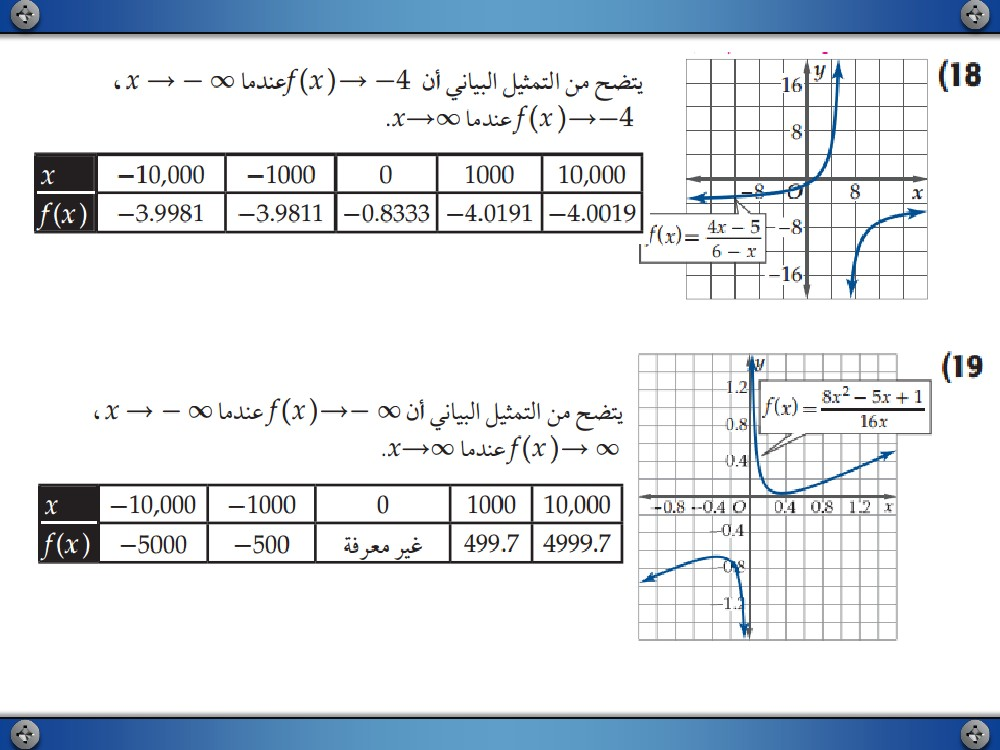 (18
يتضح من التمثيل البياني أن f(x) → −4 عندما x → − ∞ ،
f(x)→−4 عندما x→∞.
x −10,000 −1000 0 1000 10,000
f(x) −3.9981 −3.9811 −0.8333 −4.0191 −4.0019
16 y
8
−8 O 8 x
−8
−16
f(x) = (4x − 5)/(6 − x)
(19
يتضح من التمثيل البياني أن f(x)→− ∞ عندما x → − ∞ ،
f(x)→ ∞ عندما x→∞.
x −10,000 −1000 0 1000 10,000
f(x) −5000 −500 غير معرفة 499.7 4999.7
y
1.2
0.8
0.4
−0.8 −0.4 O 0.4 0.8 1.2 x
−0.4
−0.8
−1.2
f(x) = (8x² − 5x + 1)/(16x)